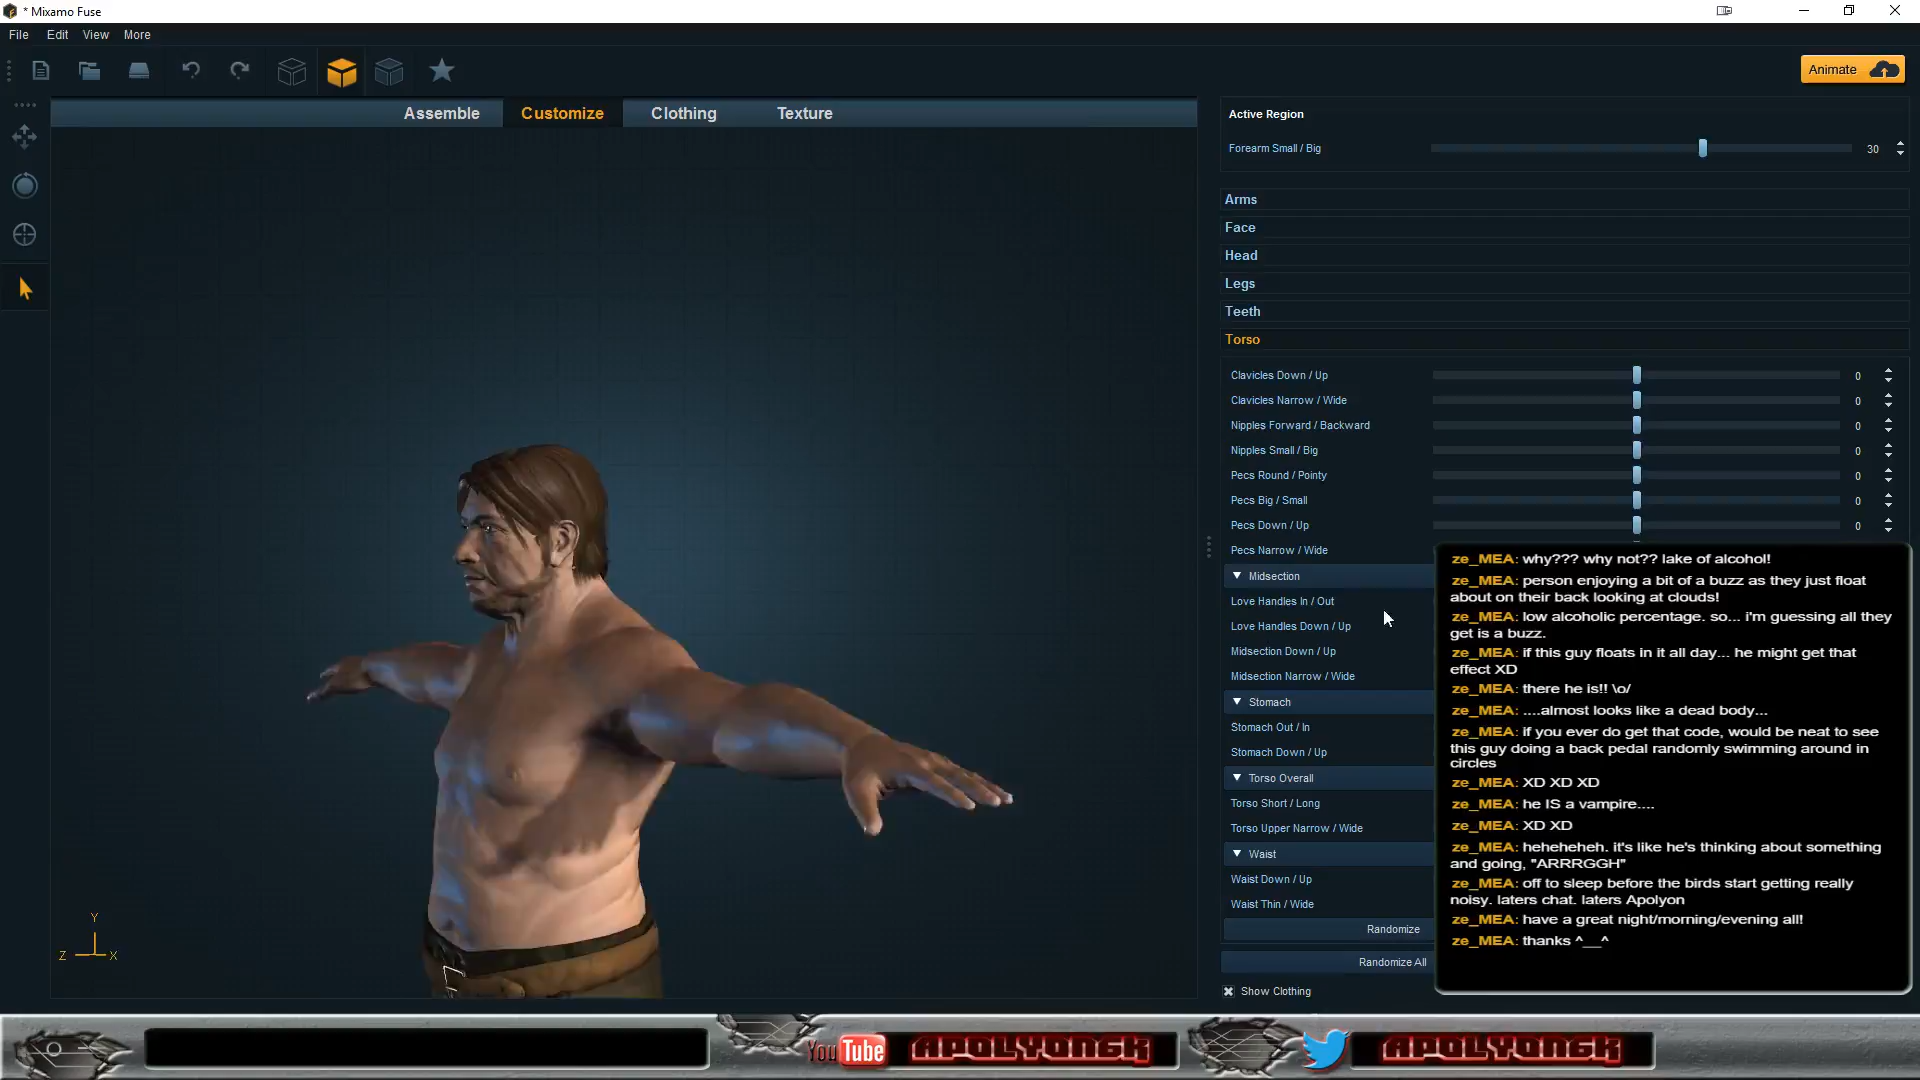 * Mixamo Fuse
File Edit View More
Animate
Assemble Customize Clothing Texture
Active Region
Forearm Small / Big 30
Arms
Face
Head
Legs
Teeth
Torso
Clavicles Down / Up 0
Clavicles Narrow / Wide 0
Nipples Forward / Backward 0
Nipples Small / Big 0
Pecs Round / Pointy 0
Pecs Big / Small 0
Pecs Down / Up 0
Pecs Narrow / Wide
Midsection
Love Handles In / Out
Love Handles Down / Up
Midsection Down / Up
Midsection Narrow / Wide
Stomach
Stomach Out / In
Stomach Down / Up
Torso Overall
Torso Short / Long
Torso Upper Narrow / Wide
Waist
Waist Down / Up
Waist Thin / Wide
Randomize
Randomize All
Show Clothing
ze_MEA: why??? why not?? lake of alcohol!
ze_MEA: person enjoying a bit of a buzz as they just float
about on their back looking at clouds!
ze_MEA: low alcoholic percentage. so... i'm guessing all they
get is a buzz.
ze_MEA: if this guy floats in it all day... he might get that
effect XD
ze_MEA: there he is!! \o/
ze_MEA: ....almost looks like a dead body...
ze_MEA: if you ever do get that code, would be neat to see
this guy doing a back pedal randomly swimming around in
circles
ze_MEA: XD XD XD
ze_MEA: he IS a vampire....
ze_MEA: XD XD
ze_MEA: heheheheh. it's like he's thinking about something
and going, "ARRRGGH"
ze_MEA: off to sleep before the birds start getting really
noisy. laters chat. laters Apolyon
ze_MEA: have a great night/morning/evening all!
ze_MEA: thanks ^__^
Y
Z X
YouTube APOLYON6K APOLYON6K